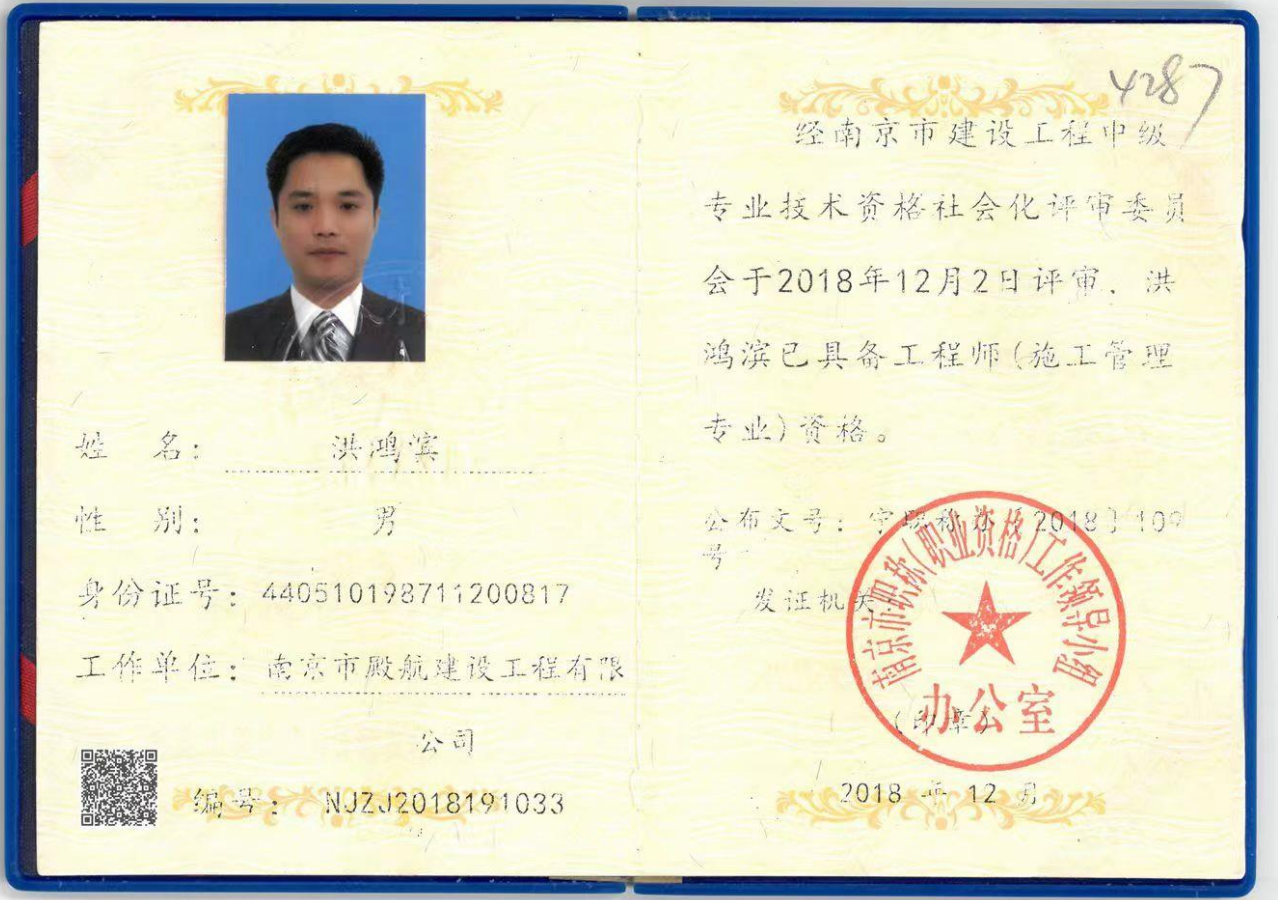 姓 名： 洪鸿滨
性 别： 男
身份证号：440510198711200817
工作单位：南京市殿航建设工程有限
公司
编号： NJZJ2018191033
4287
经南京市建设工程中级
专业技术资格社会化评审委员
会于2018年12月2日评审，洪
鸿滨已具备工程师(施工管理
专业)资格。
公布文号：宁职称办〔2018〕109
号
发证机关：
南京市职称(职业资格)工作领导小组
办公室
(印章)
2018 年 12 月